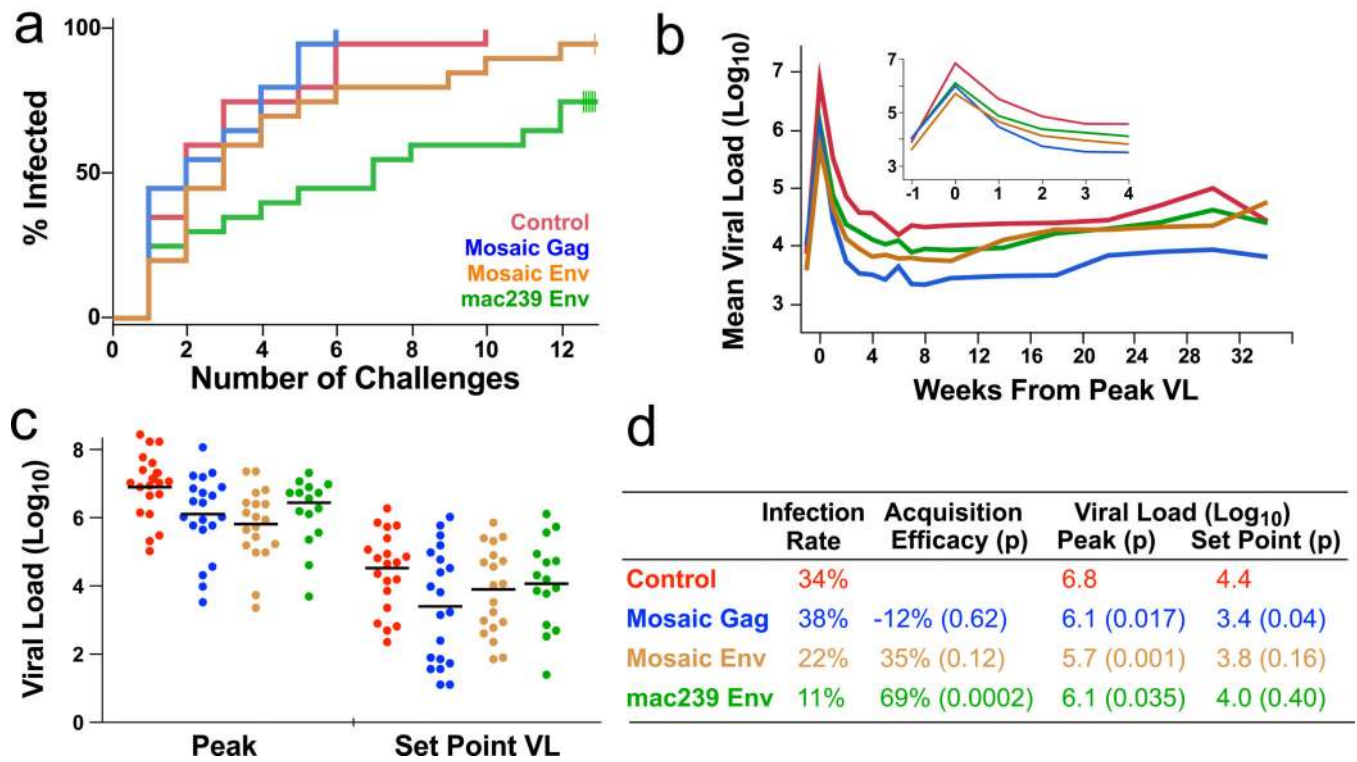 a
100
50
0
% Infected
Control
Mosaic Gag
Mosaic Env
mac239 Env
0 2 4 6 8 10 12
Number of Challenges
b
7
6
5
4
3
Mean Viral Load (Log10)
7
5
3
-1 0 1 2 3 4
0 4 8 12 16 20 24 28 32
Weeks From Peak VL
c
8
6
4
2
0
Viral Load (Log10)
Peak Set Point VL
d
Infection Acquisition Viral Load (Log10)
Rate Efficacy (p) Peak (p) Set Point (p)
Control 34% 6.8 4.4
Mosaic Gag 38% -12% (0.62) 6.1 (0.017) 3.4 (0.04)
Mosaic Env 22% 35% (0.12) 5.7 (0.001) 3.8 (0.16)
mac239 Env 11% 69% (0.0002) 6.1 (0.035) 4.0 (0.40)